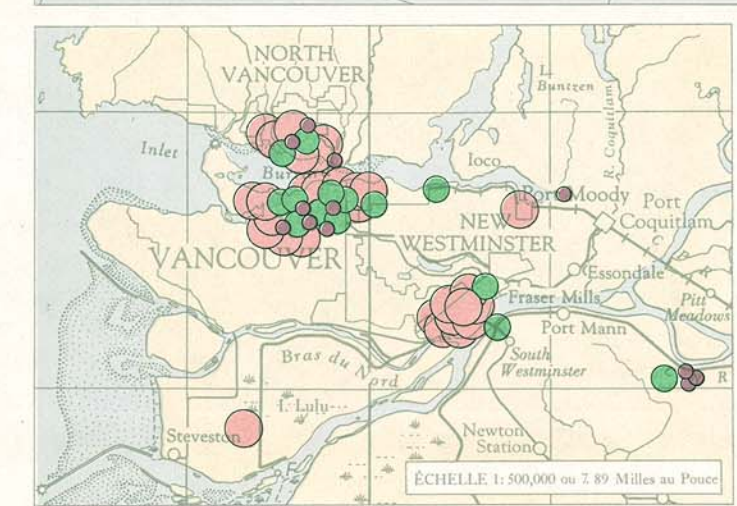 NORTH
VANCOUVER
L.
Buntzen
R. Coquitlam
Inlet
Ioco
Port Moody
Port
Coquitlam
NEW
WESTMINSTER
VANCOUVER
C P R
Essondale
Fraser Mills
Pitt
Meadows
Port Mann
South
Westminster
Bras du Nord
I. Lulu
Steveston
Newton
Station
F
R
ÉCHELLE 1:500,000 ou 7.89 Milles au Pouce